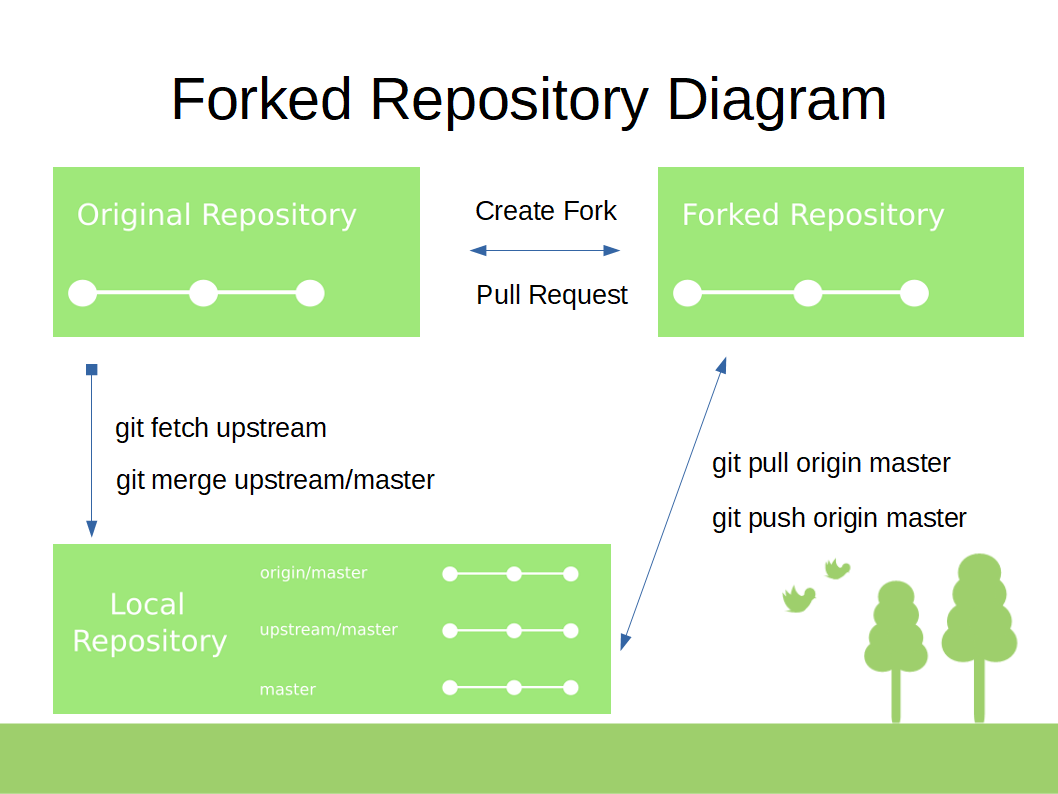 Forked Repository Diagram
Original Repository
Create Fork
Pull Request
Forked Repository
git fetch upstream
git merge upstream/master
git pull origin master
git push origin master
Local
Repository
origin/master
upstream/master
master